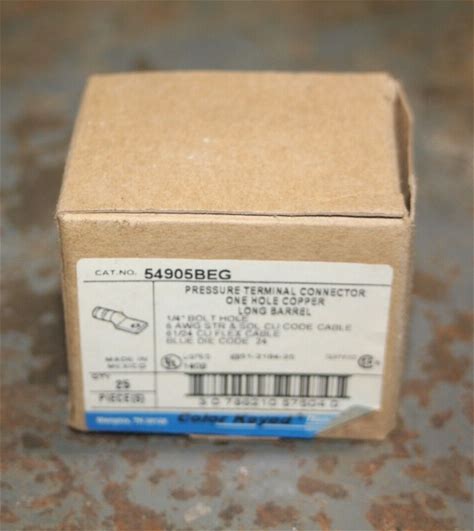 CAT.NO. 54905BEG
PRESSURE TERMINAL CONNECTOR
ONE HOLE COPPER
LONG BARREL
1/4" BOLT HOLE
6 AWG STR & SOL CU CODE CABLE
61/24 CU FLEX CABLE
BLUE DIE CODE 24
MADE IN
MEXICO
LISTED
QTY
25
PIECE(S)
Color Keyed